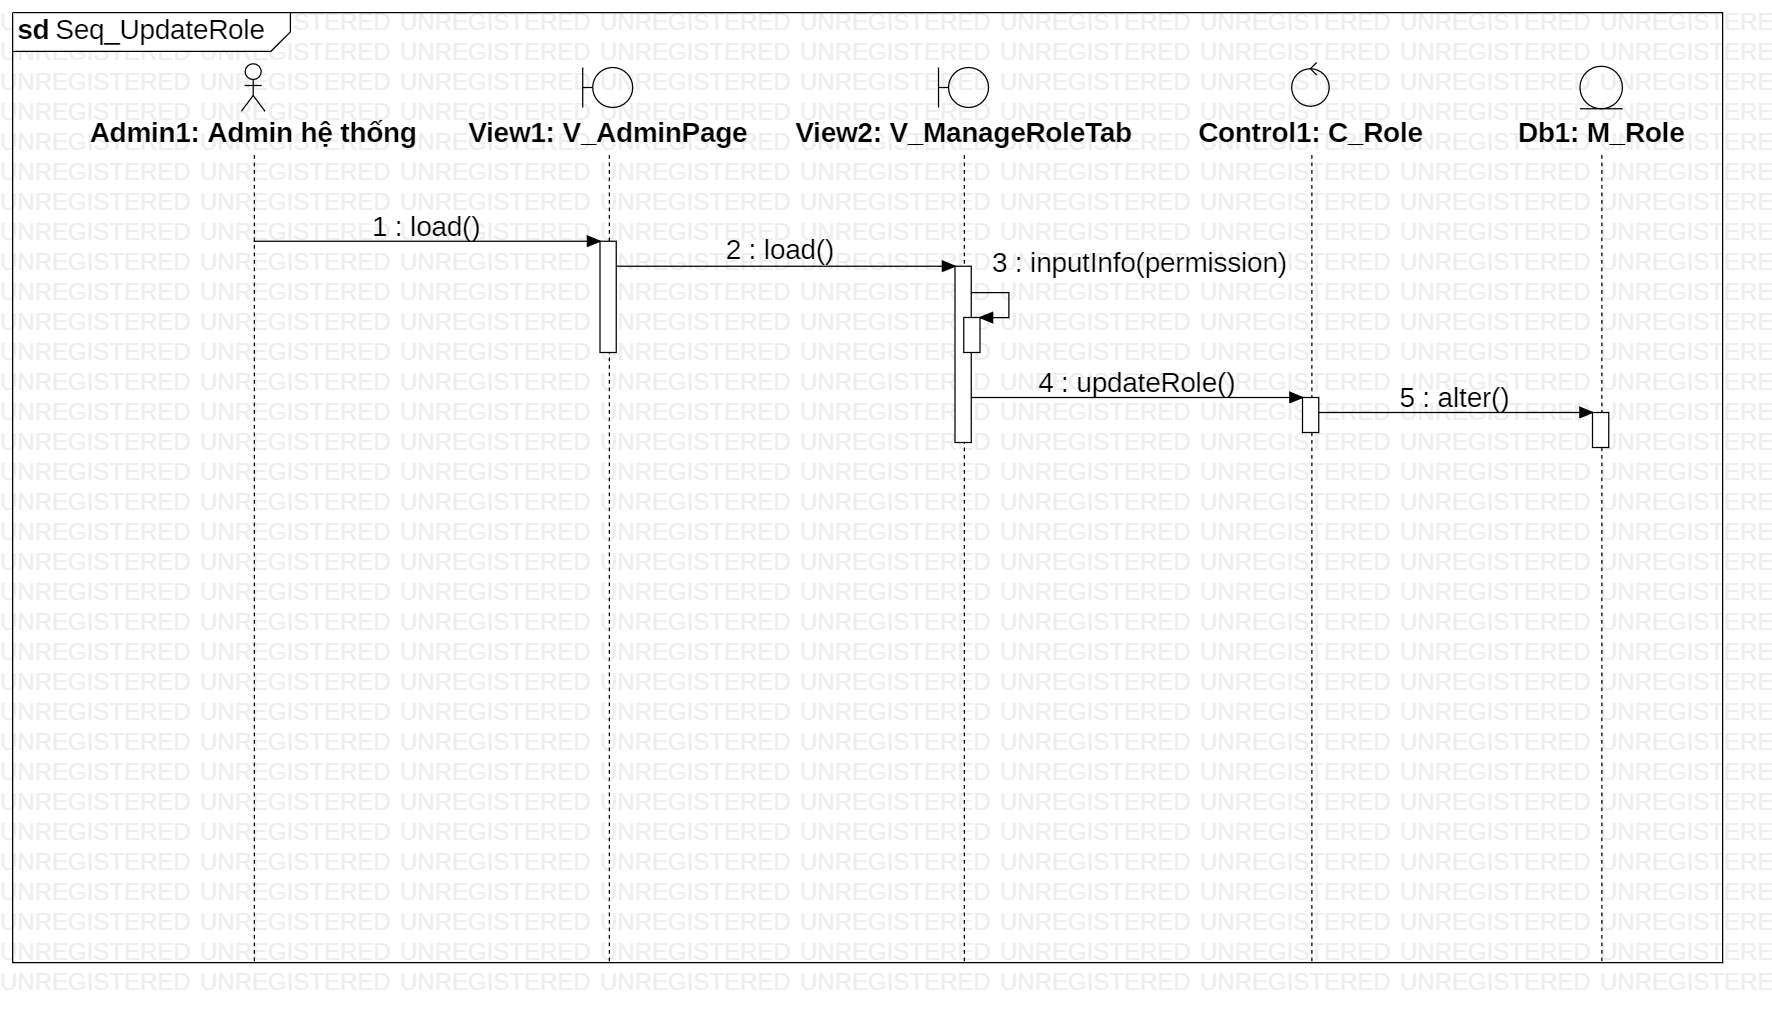 sd Seq_UpdateRole
Admin1: Admin hệ thống
View1: V_AdminPage
View2: V_ManageRoleTab
Control1: C_Role
Db1: M_Role
1 : load()
2 : load()
3 : inputInfo(permission)
4 : updateRole()
5 : alter()
UNREGISTERED